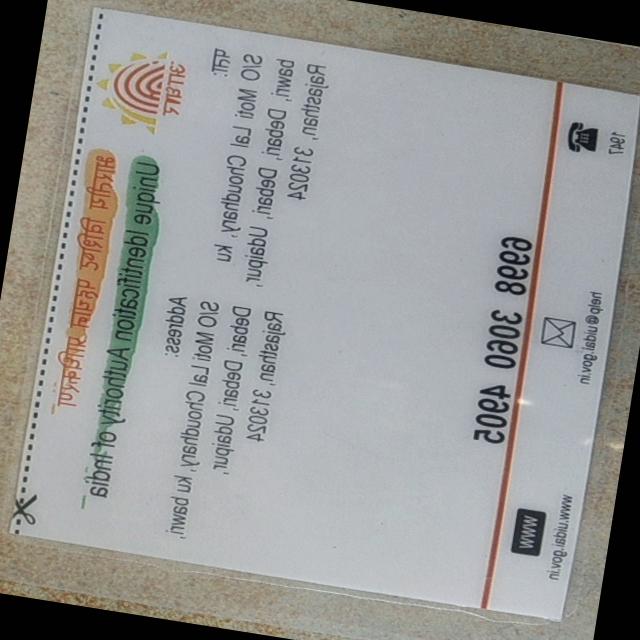 आधार
भारतीय विशिष्ट पहचान प्राधिकरण
Unique Identification Authority of India
पता:
S/O Moti Lal Choudhary, ku
bawi, Debari, Debari, Udaipur,
Rajasthan, 313024
Address:
S/O Moti Lal Choudhary, ku bawi,
Debari, Debari, Udaipur,
Rajasthan, 313024
6998 3060 4905
1947
help@uidai.gov.in
WWW
www.uidai.gov.in